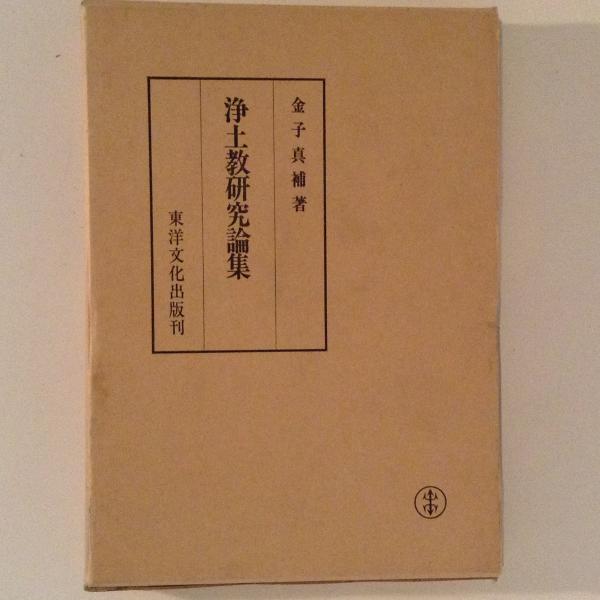 金子真補著
浄土教研究論集
東洋文化出版刊